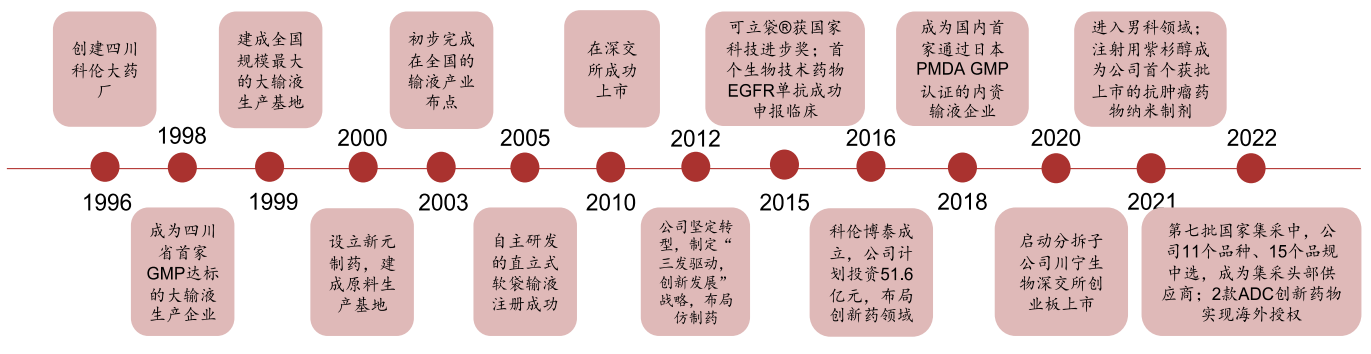 创建四川
科伦大药
厂
建成全国
规模最大
的大输液
生产基地
初步完成
在全国的
输液产业
布点
在深交
所成功
上市
可立袋®获国家
科技进步奖；首
个生物技术药物
EGFR单抗成功
申报临床
成为国内首
家通过日本
PMDA GMP
认证的内资
输液企业
进入男科领域；
注射用紫杉醇成
为公司首个获批
上市的抗肿瘤药
物纳米制剂
1998
2000
2005
2012
2016
2020
2022
1996
1999
2003
2010
2015
2018
2021
成为四川
省首家
GMP达标
的大输液
生产企业
设立新元
制药，建
成原料生
产基地
自主研发
的直立式
软袋输液
注册成功
公司坚定转
型，制定“
三发驱动，
创新发展”
战略，布局
仿制药
科伦博泰成
立，公司计
划投资51.6
亿元，布局
创新药领域
启动分拆子
公司川宁生
物深交所创
业板上市
第七批国家集采中，公
司11个品种、15个品规
中选，成为集采头部供
应商；2款ADC创新药物
实现海外授权